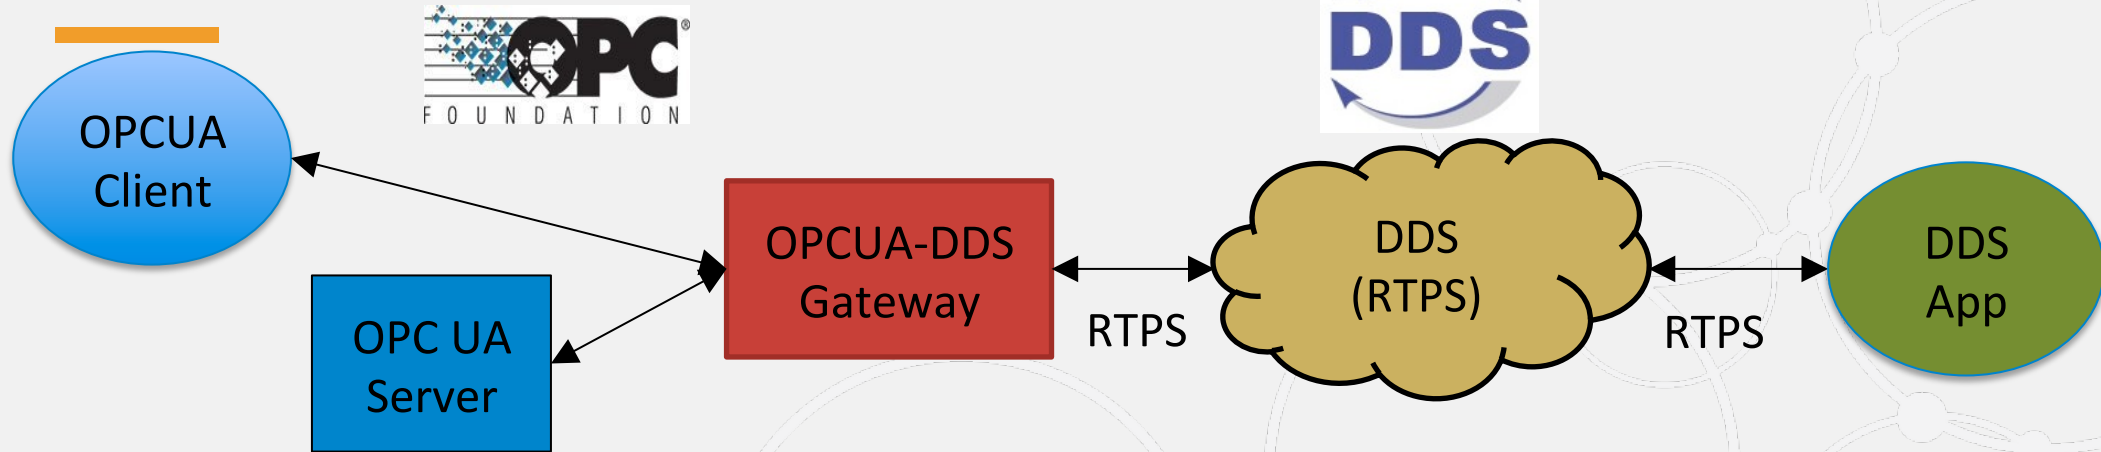 OPC®
FOUNDATION
DDS
OPCUA
Client
OPC UA
Server
OPCUA-DDS
Gateway
RTPS
DDS
(RTPS)
RTPS
DDS
App